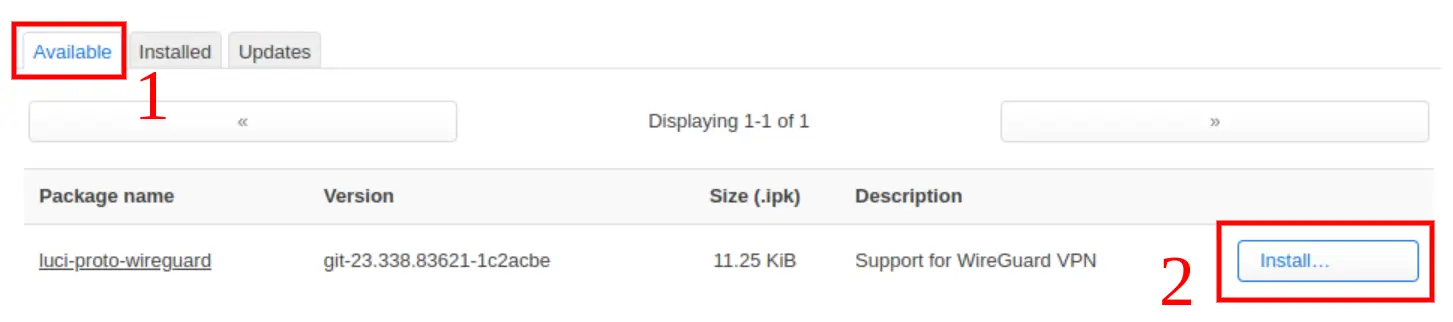 Available Installed Updates
1
« Displaying 1-1 of 1 »
Package name Version Size (.ipk) Description
luci-proto-wireguard git-23.338.83621-1c2acbe 11.25 KiB Support for WireGuard VPN Install…
2